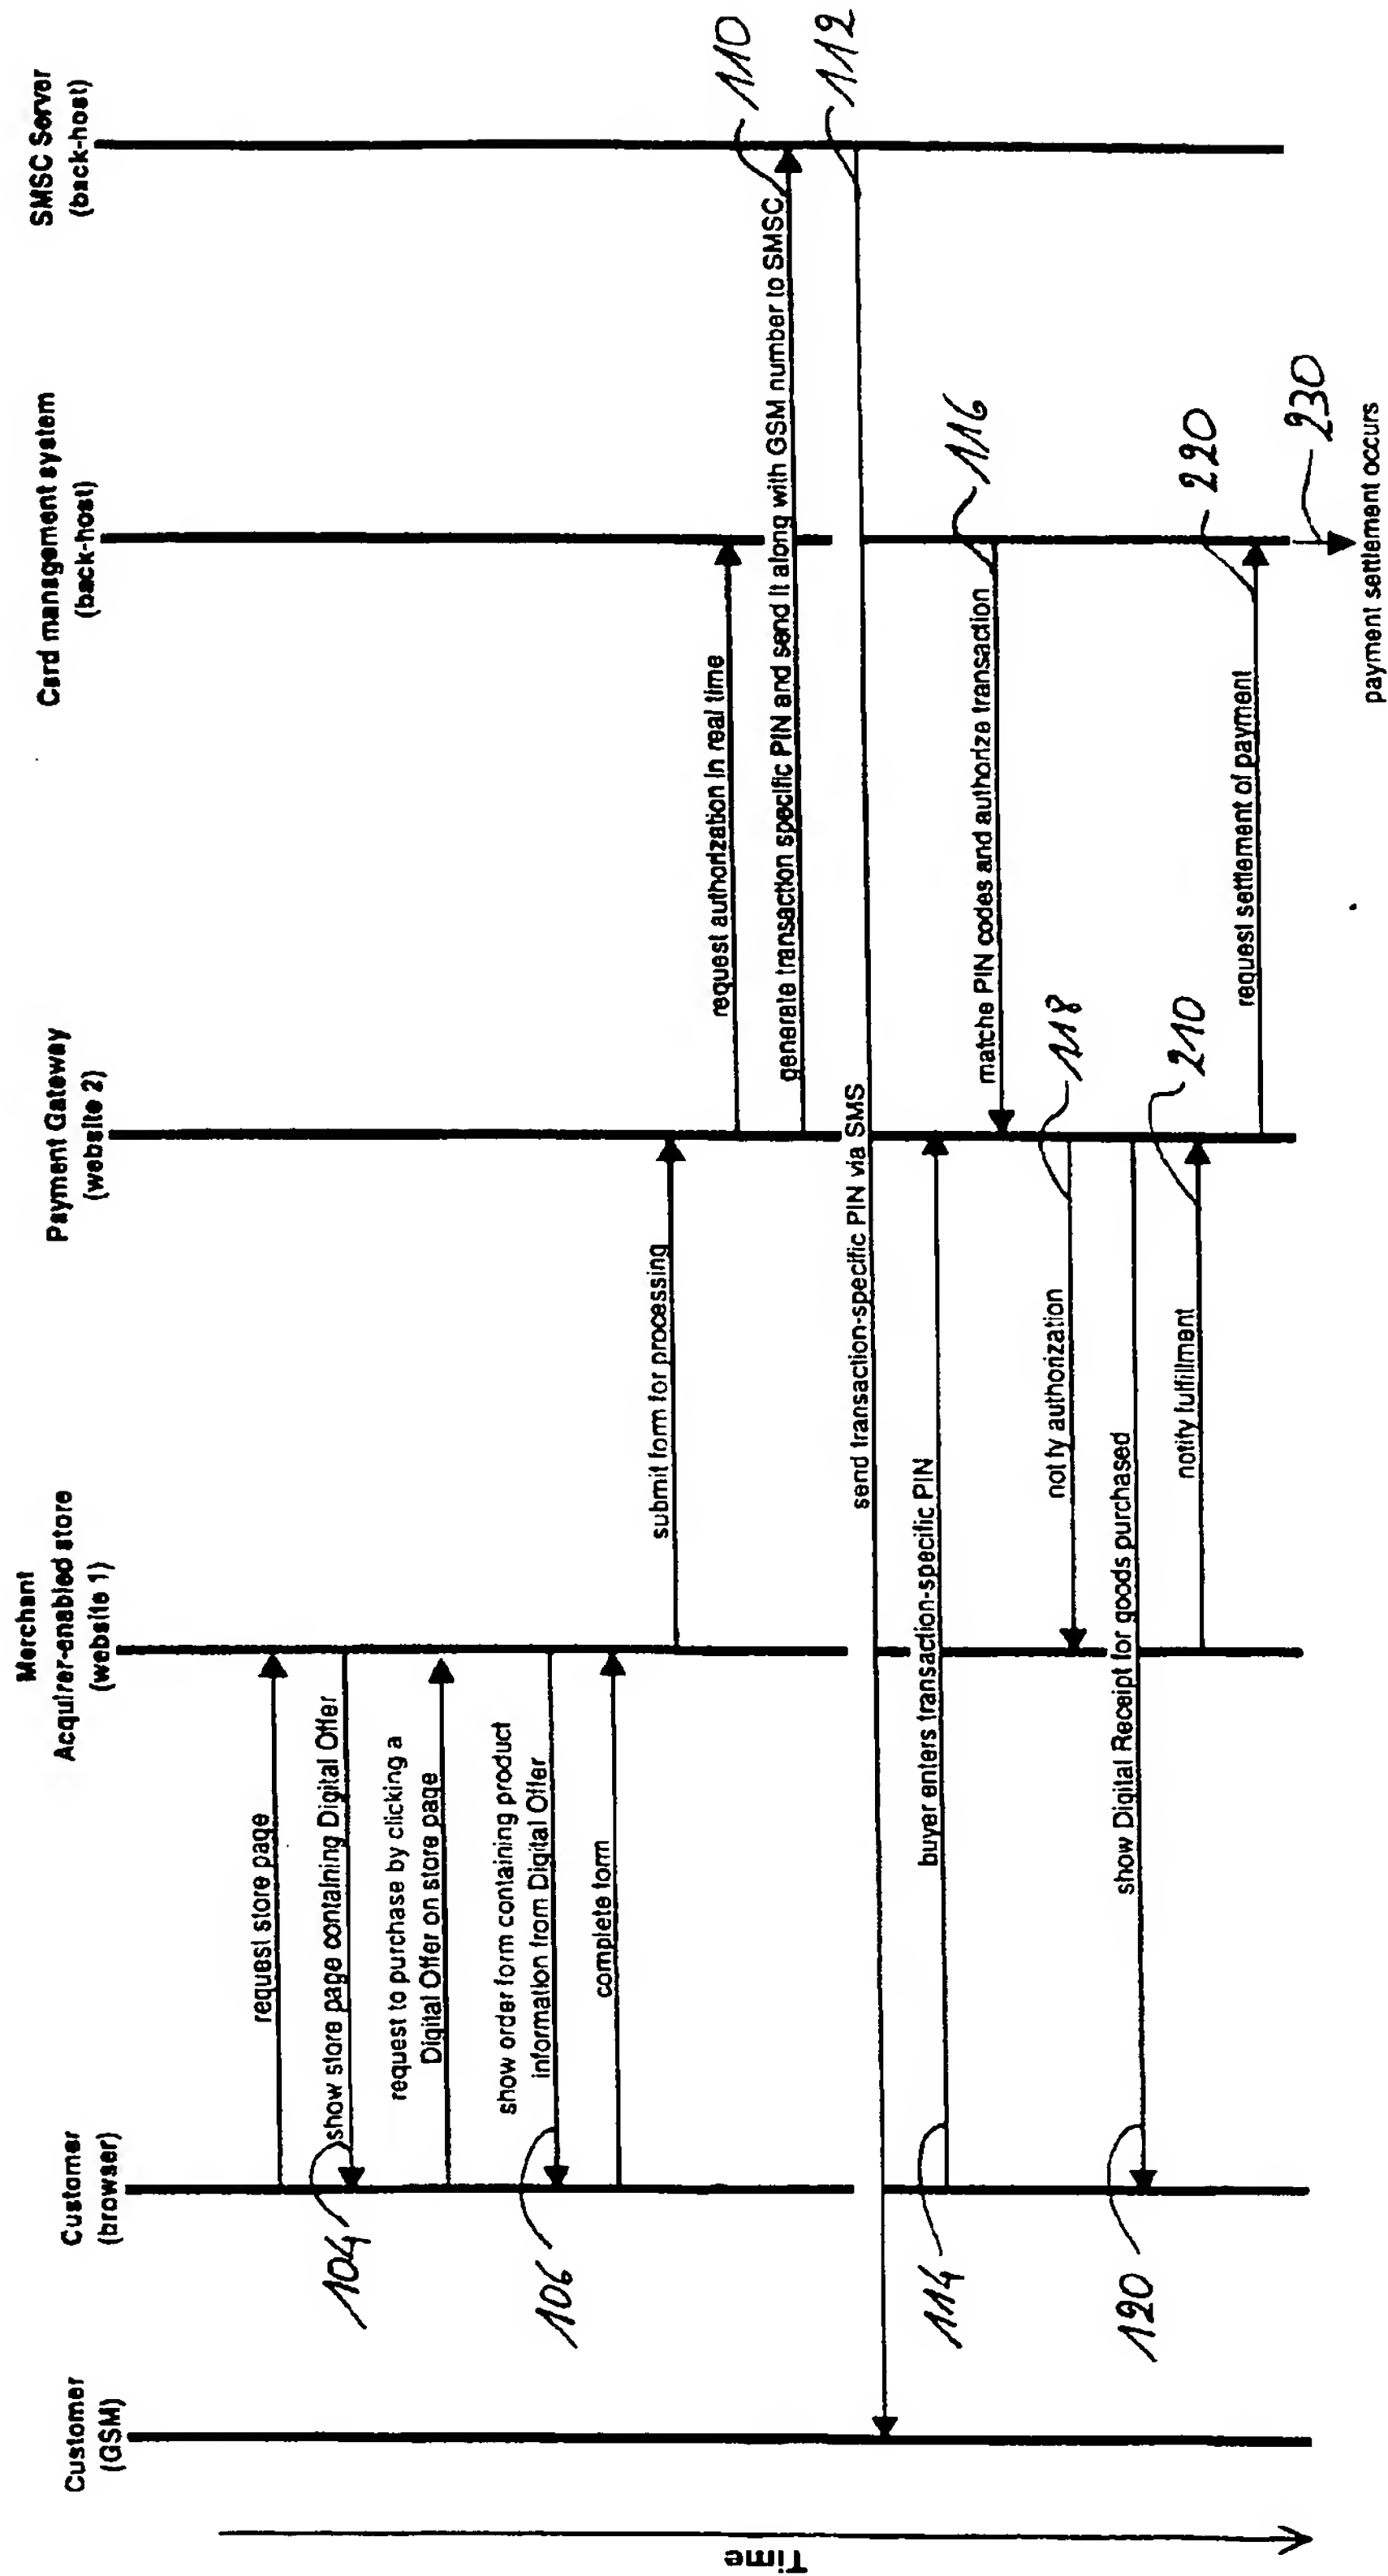 Customer
(GSM)
Customer
(browser)
Merchant
Acquirer-enabled store
(website 1)
Payment Gateway
(website 2)
Card management system
(back-host)
SMSC Server
(back-host)
Time
request store page
show store page containing Digital Offer
104
request to purchase by clicking a
Digital Offer on store page
show order form containing product
information from Digital Offer
106
complete form
submit form for processing
request authorization in real time
generate transaction specific PIN and send it along with GSM number to SMSC
110
send transaction-specific PIN via SMS
112
buyer enters transaction-specific PIN
114
matche PIN codes and authorize transaction
116
notify authorization
118
show Digital Receipt for goods purchased
120
notify fulfillment
210
request settlement of payment
220
230
payment settlement occurs